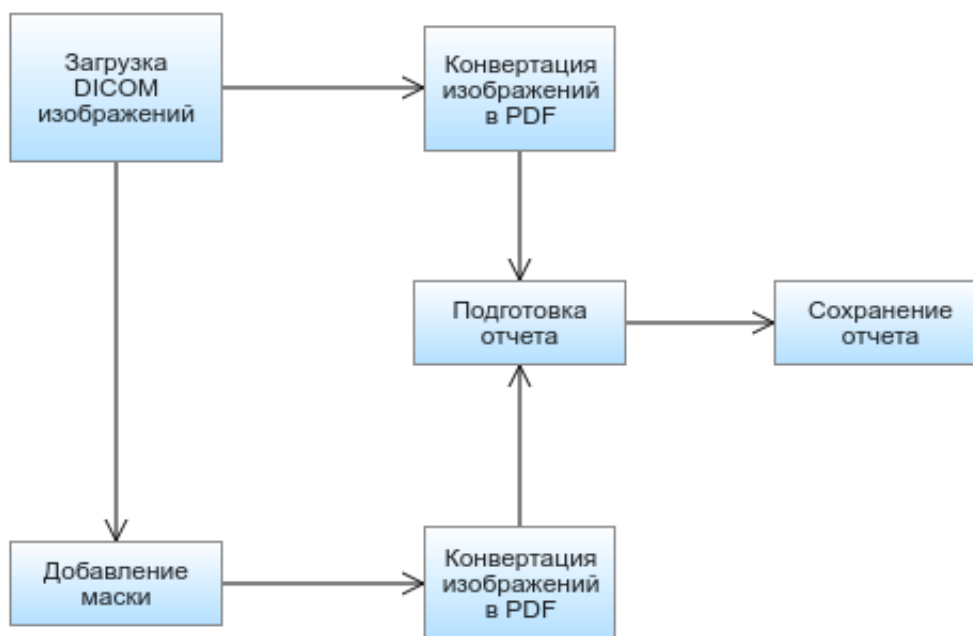 Загрузка
DICOM
изображений
Конвертация
изображений
в PDF
Подготовка
отчета
Сохранение
отчета
Добавление
маски
Конвертация
изображений
в PDF